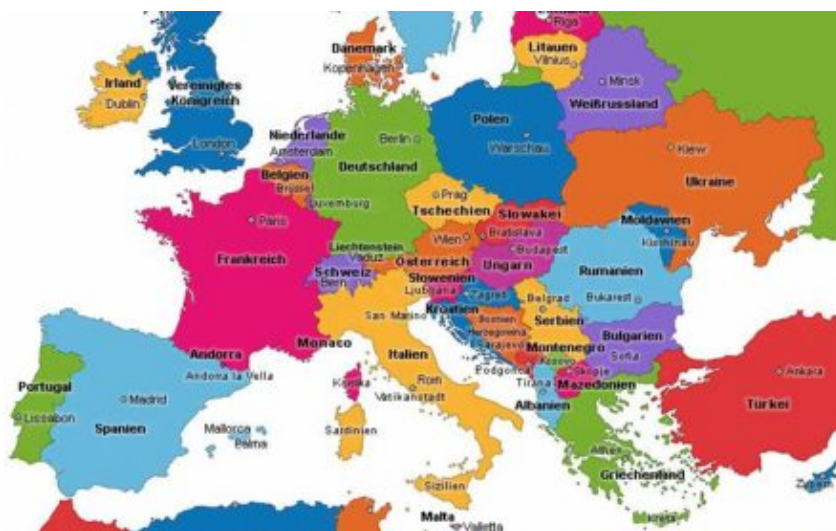 Riga
Litauen
Vilnius
Dänemark
Kopenhagen
Irland
Dublin
Vereinigtes
Königreich
London
Minsk
Weißrussland
Niederlande
Amsterdam
Berlin
Deutschland
Polen
Warschau
Belgien
Brüssel
Luxemburg
Kiew
Ukraine
Prag
Tschechien
Paris
Frankreich
Slowakei
Bratislava
Moldawien
Kischinau
Liechtenstein
Vaduz
Wien
Österreich
Budapest
Ungarn
Schweiz
Bern
Slowenien
Ljubljana
Rumänien
Bukarest
Zagreb
Kroatien
Belgrad
Serbien
San Marino
Bosnien
Herzegowina
Sarajevo
Bulgarien
Sofia
Monaco
Italien
Montenegro
Kosovo
Podgorica
Skopje
Mazedonien
Tirana
Albanien
Andorra
Andorra la Vella
Korsika
Rom
Vatikanstadt
Portugal
Lissabon
Madrid
Spanien
Mallorca
Palma
Sardinien
Ankara
Türkei
Athen
Griechenland
Sizilien
Malta
Valletta
Kreta
Zypern